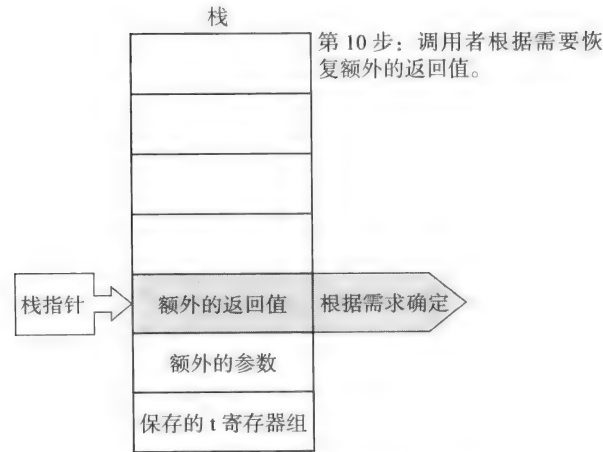 栈
第 10 步：调用者根据需要恢
复额外的返回值。
栈指针
额外的返回值
根据需求确定
额外的参数
保存的 t 寄存器组